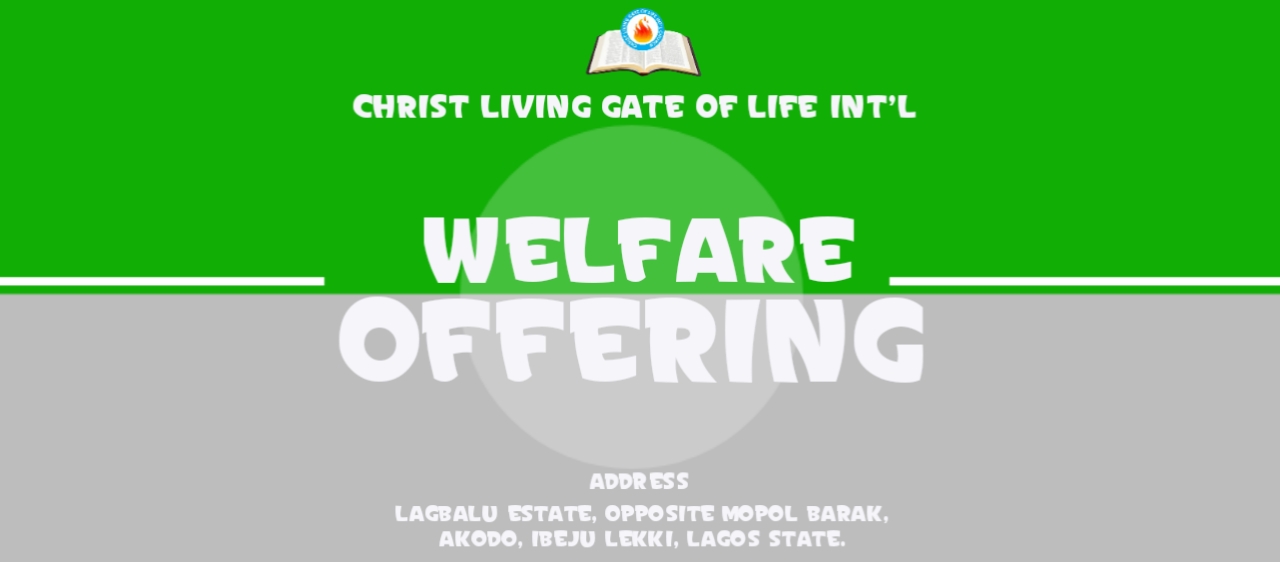 CHRIST LIVING GATE OF LIFE INT'L
WELFARE
OFFERING
ADDRESS
LAGBALU ESTATE, OPPOSITE MOPOL BARAK,
AKODO, IBEJU LEKKI, LAGOS STATE.